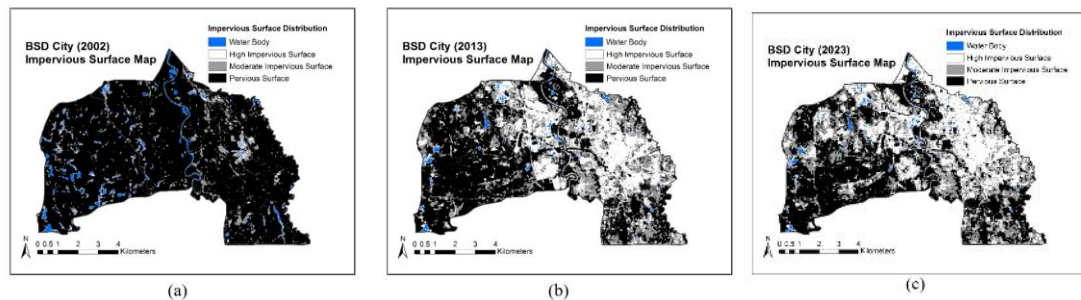 BSD City (2002)
Impervious Surface Map
Impervious Surface Distribution
Water Body
High Impervious Surface
Moderate Impervious Surface
Pervious Surface
N
0 0.5 1 2 3 4
Kilometers
(a)
BSD City (2013)
Impervious Surface Map
Impervious Surface Distribution
Water Body
High Impervious Surface
Moderate Impervious Surface
Pervious Surface
N
0 0.5 1 2 3 4
Kilometers
(b)
BSD City (2023)
Impervious Surface Map
Impervious Surface Distribution
Water Body
High Impervious Surface
Moderate Impervious Surface
Pervious Surface
N
0 0.5 1 2 3 4
Kilometers
(c)